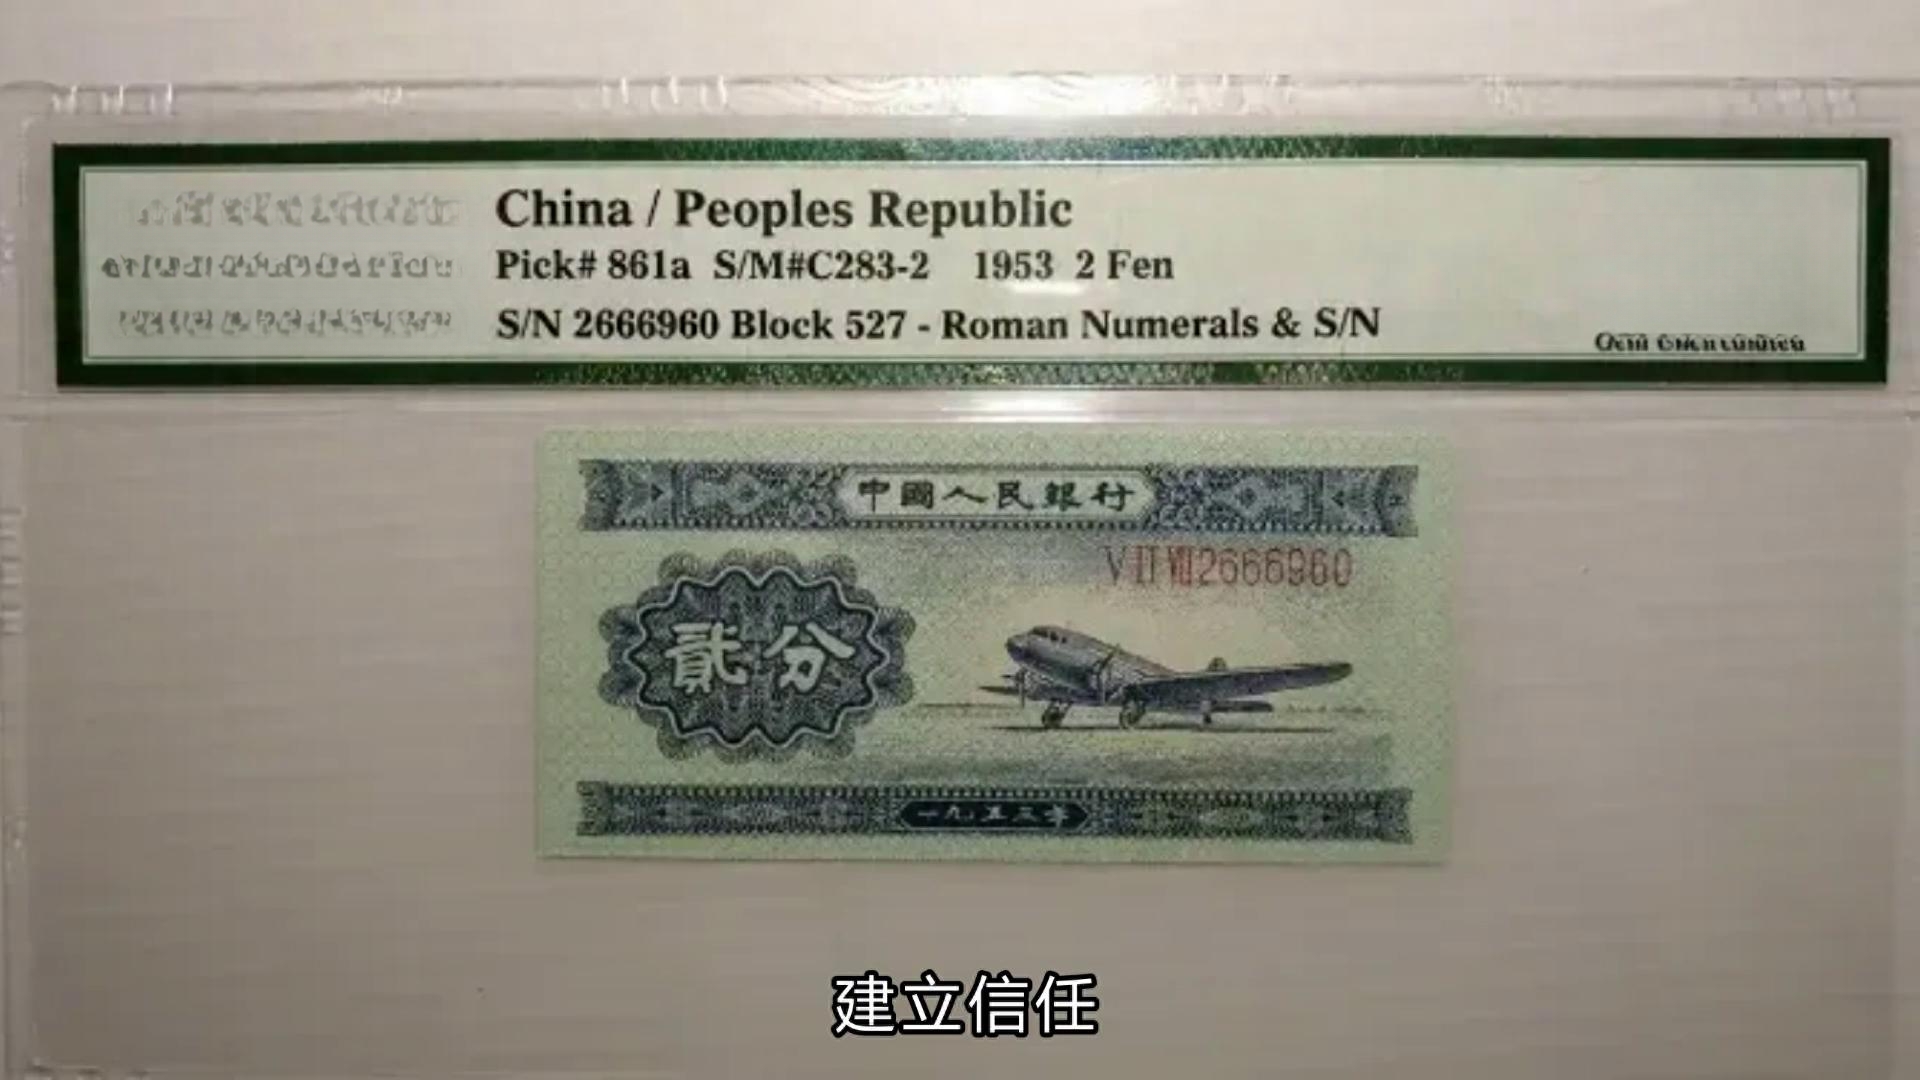 China / Peoples Republic
Pick# 861a S/M#C283-2 1953 2 Fen
S/N 2666960 Block 527 - Roman Numerals & S/N
中國人民銀行
V II VII 2666960
貳分
一九五三年
建立信任